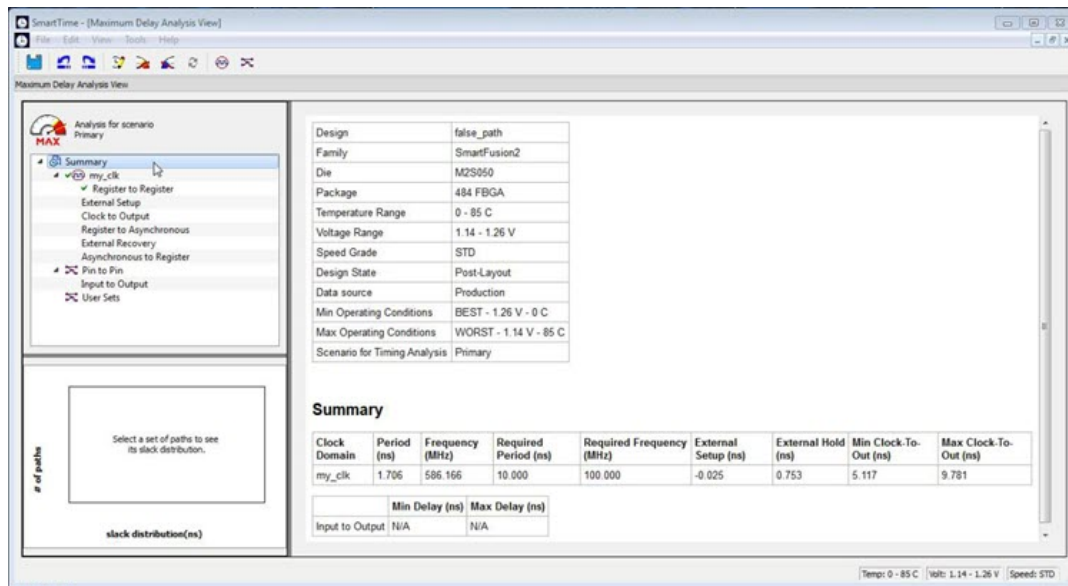 SmartTime - [Maximum Delay Analysis View]
File Edit View Tools Help
Maximum Delay Analysis View
Analysis for scenario
Primary
MAX
Summary
my_clk
Register to Register
External Setup
Clock to Output
Register to Asynchronous
External Recovery
Asynchronous to Register
Pin to Pin
Input to Output
User Sets
Select a set of paths to see
its slack distribution.
# of paths
slack distribution(ns)
Design false_path
Family SmartFusion2
Die M2S050
Package 484 FBGA
Temperature Range 0 - 85 C
Voltage Range 1.14 - 1.26 V
Speed Grade STD
Design State Post-Layout
Data source Production
Min Operating Conditions BEST - 1.26 V - 0 C
Max Operating Conditions WORST - 1.14 V - 85 C
Scenario for Timing Analysis Primary
Summary
Clock Domain Period (ns) Frequency (MHz) Required Period (ns) Required Frequency (MHz) External Setup (ns) External Hold (ns) Min Clock-To-Out (ns) Max Clock-To-Out (ns)
my_clk 1.706 586.166 10.000 100.000 -0.025 0.753 5.117 9.781
Min Delay (ns) Max Delay (ns)
Input to Output N/A N/A
Temp: 0 - 85 C Volt: 1.14 - 1.26 V Speed: STD